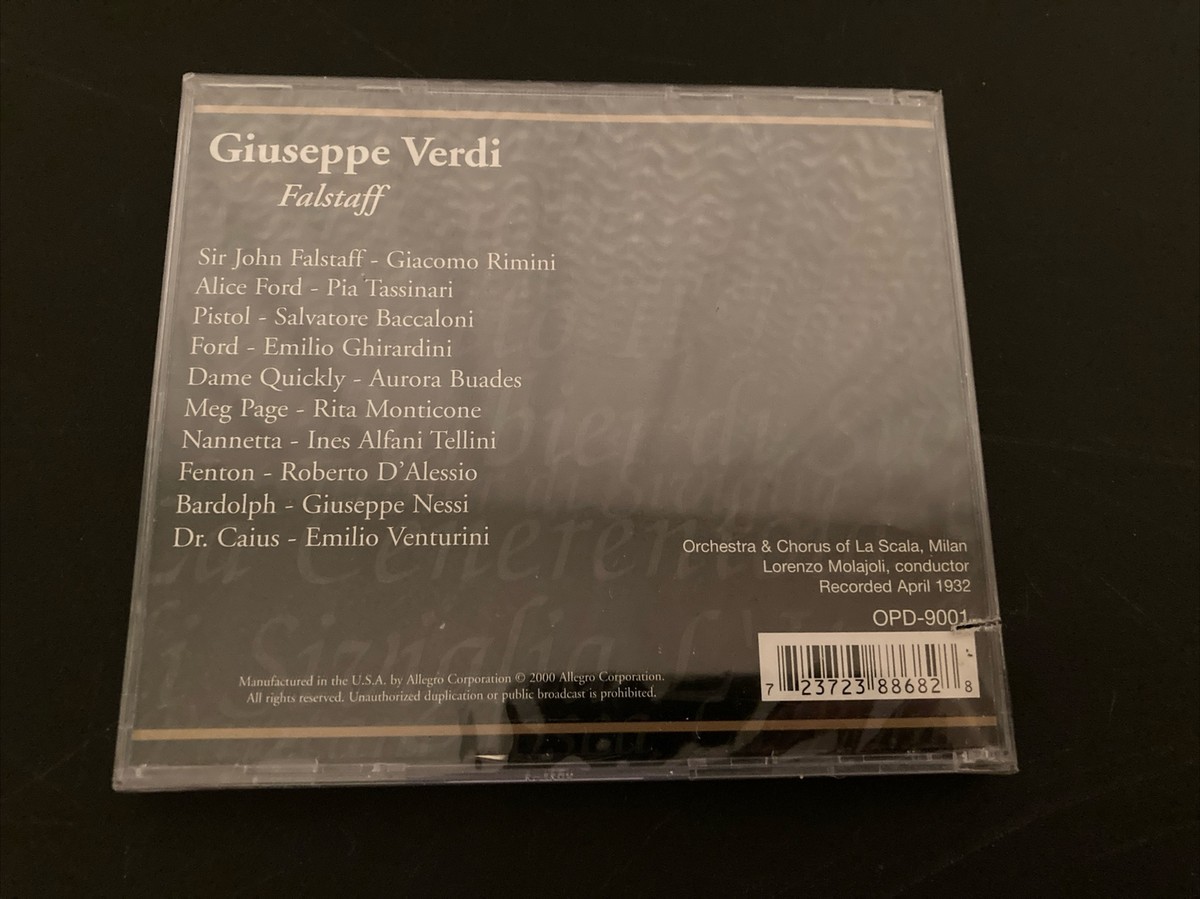 Giuseppe Verdi
Falstaff
Sir John Falstaff - Giacomo Rimini
Alice Ford - Pia Tassinari
Pistol - Salvatore Baccaloni
Ford - Emilio Ghirardini
Dame Quickly - Aurora Buades
Meg Page - Rita Monticone
Nannetta - Ines Alfani Tellini
Fenton - Roberto D'Alessio
Bardolph - Giuseppe Nessi
Dr. Caius - Emilio Venturini
Orchestra & Chorus of La Scala, Milan
Lorenzo Molajoli, conductor
Recorded April 1932
OPD-9001
7 23723 88682 8
Manufactured in the U.S.A. by Allegro Corporation © 2000 Allegro Corporation.
All rights reserved. Unauthorized duplication or public broadcast is prohibited.